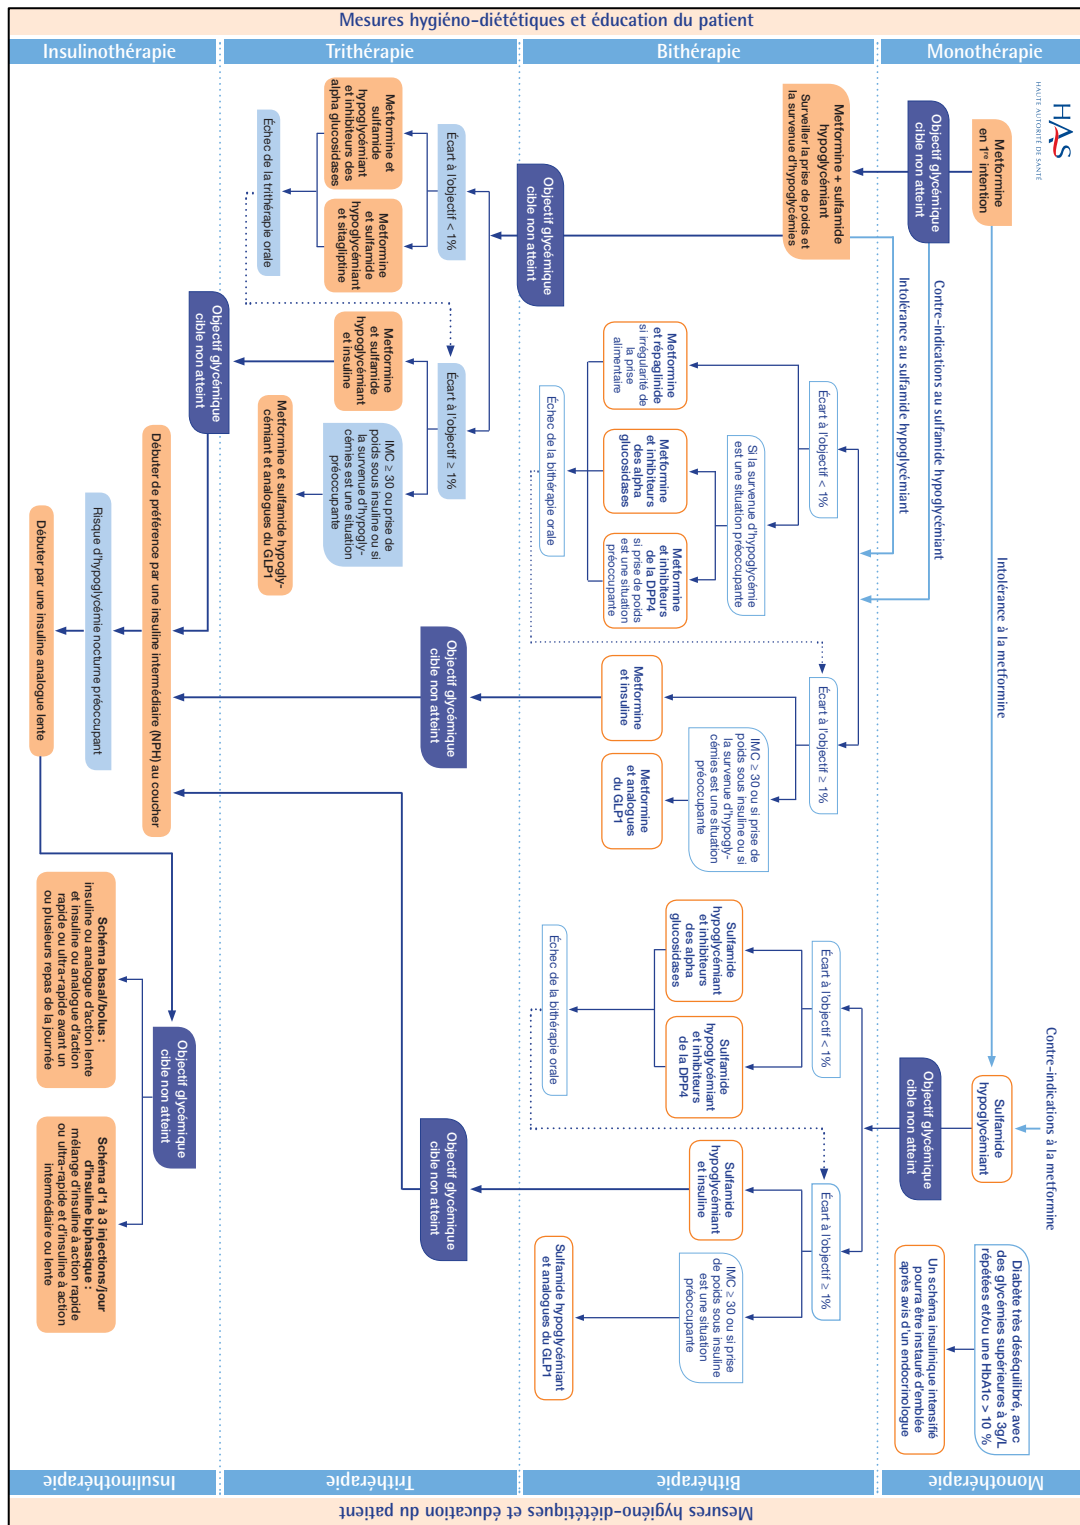 Mesures hygiéno-diététiques et éducation du patient
Monothérapie
Bithérapie
Trithérapie
Insulinothérapie
HAS
HAUTE AUTORITÉ DE SANTÉ
Metformine
en 1re intention
Objectif glycémique
cible non atteint
Intolérance à la metformine
Contre-indications à la metformine
Sulfamide
hypoglycémiant
Objectif glycémique
cible non atteint
Diabète très déséquilibré, avec
des glycémies supérieures à 3g/L
répétées et/ou une HbA1c > 10 %
Un schéma insulinique intensifié
pourra être instauré d'emblée
après avis d'un endocrinologue
Contre-indications au sulfamide hypoglycémiant
Intolérance au sulfamide hypoglycémiant
Metformine + sulfamide
hypoglycémiant
Surveiller la prise de poids et
la survenue d'hypoglycémies
Écart à l'objectif < 1%
Si la survenue d'hypoglycémie
est une situation préoccupante
Metformine
et répaglinide
si irrégularité de
la prise
alimentaire
Metformine
et inhibiteurs
des alpha
glucosidases
Metformine
et inhibiteurs
de la DPP4
si prise de poids
est une situation
préoccupante
Échec de la bithérapie orale
Écart à l'objectif ≥ 1%
IMC ≥ 30 ou si prise de
poids sous insuline ou si
la survenue d'hypogly-
cémies est une situation
préoccupante
Metformine
et insuline
Metformine
et analogues
du GLP1
Écart à l'objectif < 1%
Sulfamide
hypoglycémiant
et inhibiteurs
des alpha
glucosidases
Sulfamide
hypoglycémiant
et inhibiteurs
de la DPP4
Échec de la bithérapie orale
Écart à l'objectif ≥ 1%
IMC ≥ 30 ou si prise
de poids sous insuline
est une situation
préoccupante
Sulfamide
hypoglycémiant
et insuline
Sulfamide hypoglycémiant
et analogues du GLP1
Objectif glycémique
cible non atteint
Écart à l'objectif < 1%
Metformine et
sulfamide
hypoglycémiant
et inhibiteurs des
alpha glucosidases
Metformine
et sulfamide
hypoglycémiant
et sitagliptine
Échec de la trithérapie orale
Écart à l'objectif ≥ 1%
IMC ≥ 30 ou prise de
poids sous insuline ou si
la survenue d'hypogly-
cémies est une situation
préoccupante
Metformine
et sulfamide
hypoglycémiant
et insuline
Metformine et sulfamide hypogly-
cémiant et analogues du GLP1
Objectif glycémique
cible non atteint
Objectif glycémique
cible non atteint
Objectif glycémique
cible non atteint
Débuter de préférence par une insuline intermédiaire (NPH) au coucher
Risque d'hypoglycémie nocturne préoccupant
Débuter par une insuline analogue lente
Objectif glycémique
cible non atteint
Schéma basal/bolus :
insuline ou analogue d'action lente
et insuline ou analogue d'action
rapide ou ultra-rapide avant un
ou plusieurs repas de la journée
Schéma d'1 à 3 injections/jour
d'insuline biphasique :
mélange d'insuline à action rapide
ou ultra-rapide et d'insuline à action
intermédiaire ou lente
Monothérapie
Bithérapie
Trithérapie
Insulinothérapie
Mesures hygiéno-diététiques et éducation du patient